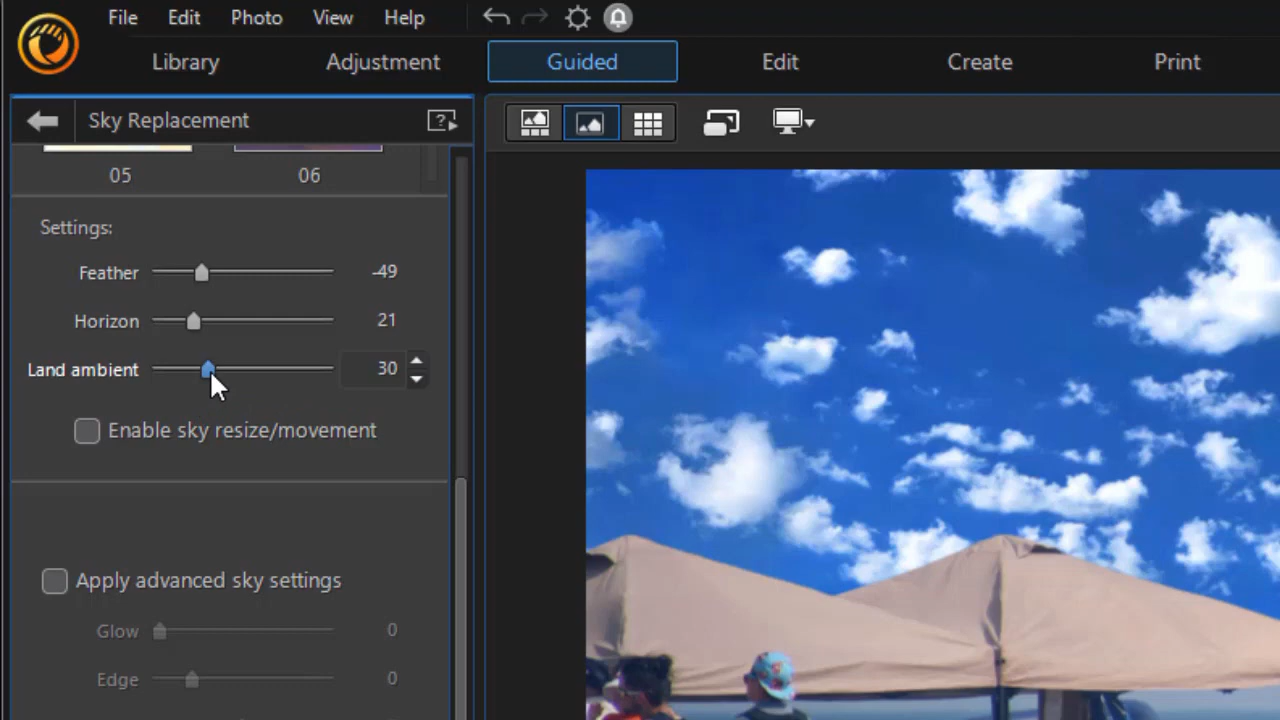 File Edit Photo View Help
Library Adjustment Guided Edit Create Print
Sky Replacement ?
05 06
Settings:
Feather -49
Horizon 21
Land ambient 30
Enable sky resize/movement
Apply advanced sky settings
Glow 0
Edge 0